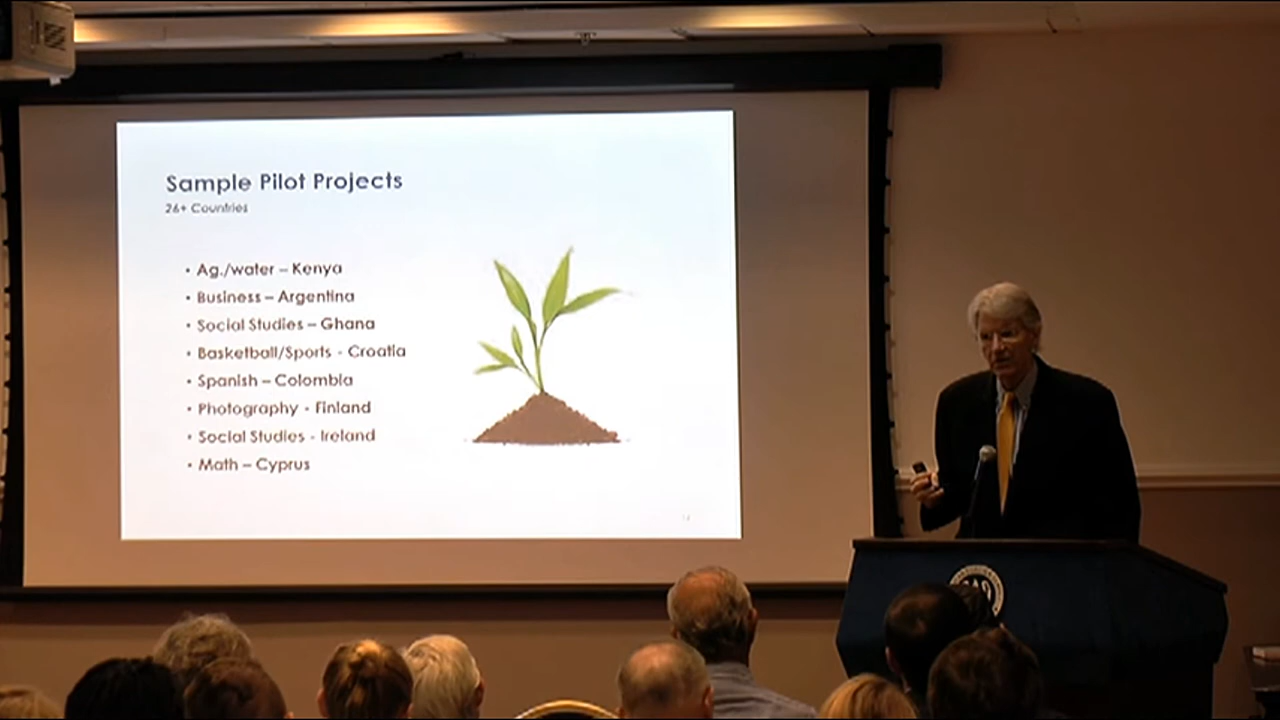 Sample Pilot Projects
26+ Countries
• Ag./water – Kenya
• Business – Argentina
• Social Studies – Ghana
• Basketball/Sports - Croatia
• Spanish – Colombia
• Photography - Finland
• Social Studies - Ireland
• Math – Cyprus